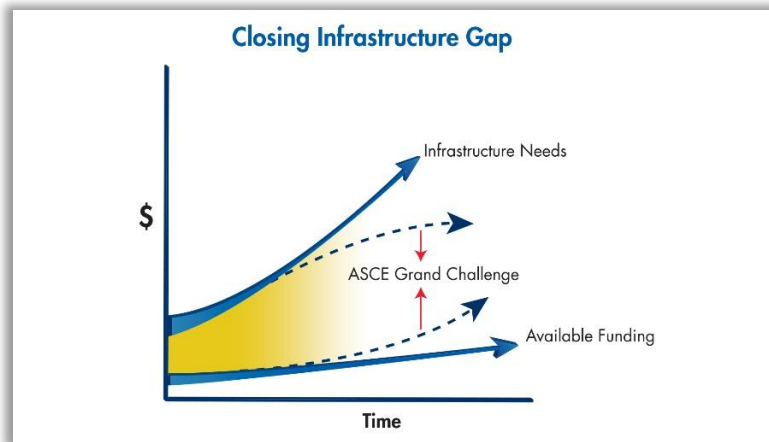 Closing Infrastructure Gap
Infrastructure Needs
$
ASCE Grand Challenge
Available Funding
Time